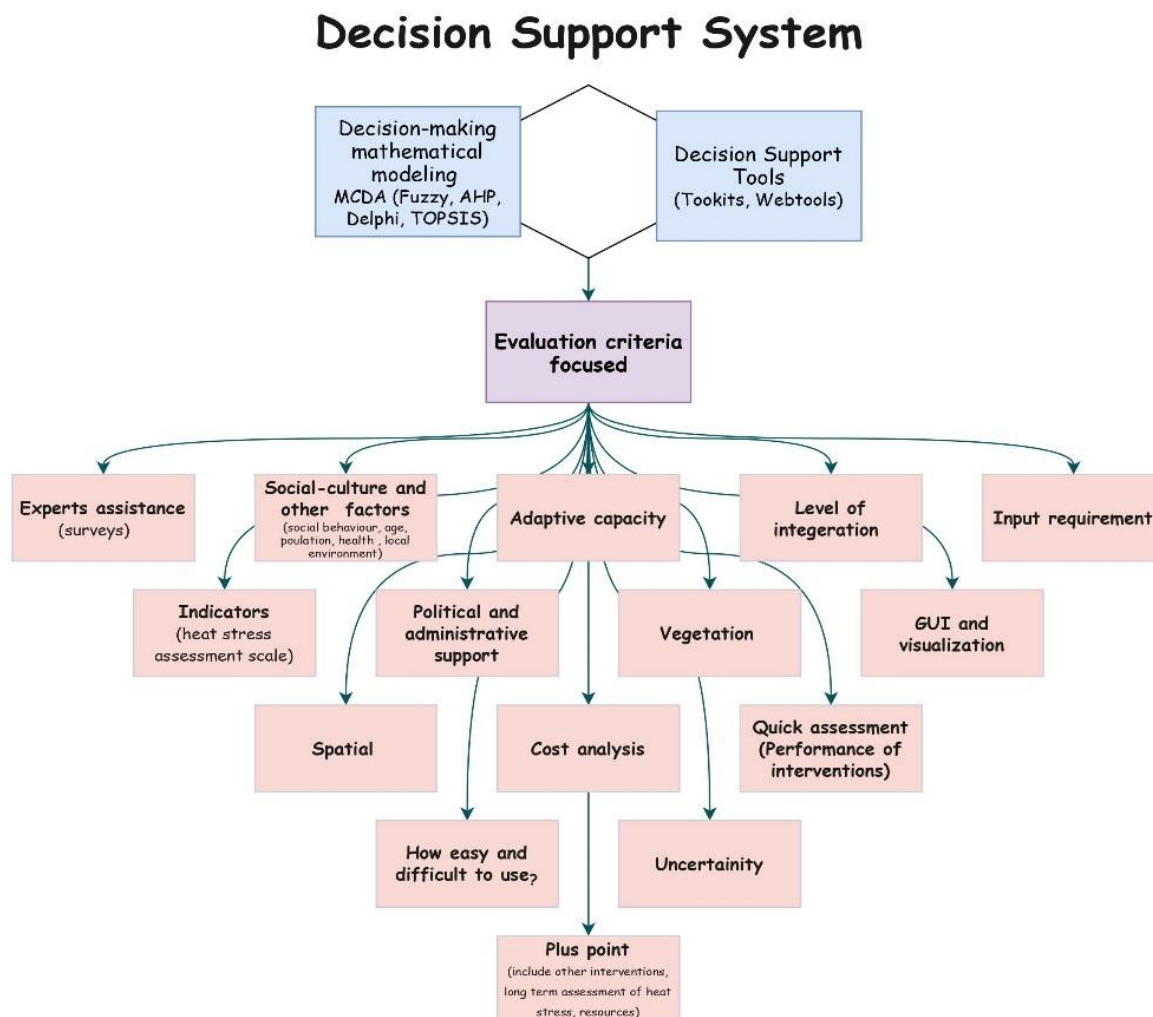 Decision Support System
Decision-making
mathematical
modeling
MCDA (Fuzzy, AHP,
Delphi, TOPSIS)
Decision Support
Tools
(Tookits, Webtools)
Evaluation criteria
focused
Experts assistance
(surveys)
Social-culture and
other factors
(social behaviour, age,
poulation, health , local
environment)
Adaptive capacity
Level of
integeration
Input requirement
Indicators
(heat stress
assessment scale)
Political and
administrative
support
Vegetation
GUI and
visualization
Spatial
Cost analysis
Quick assessment
(Performance of
interventions)
How easy and
difficult to use?
Uncertainity
Plus point
(include other interventions,
long term assessment of heat
stress, resources)